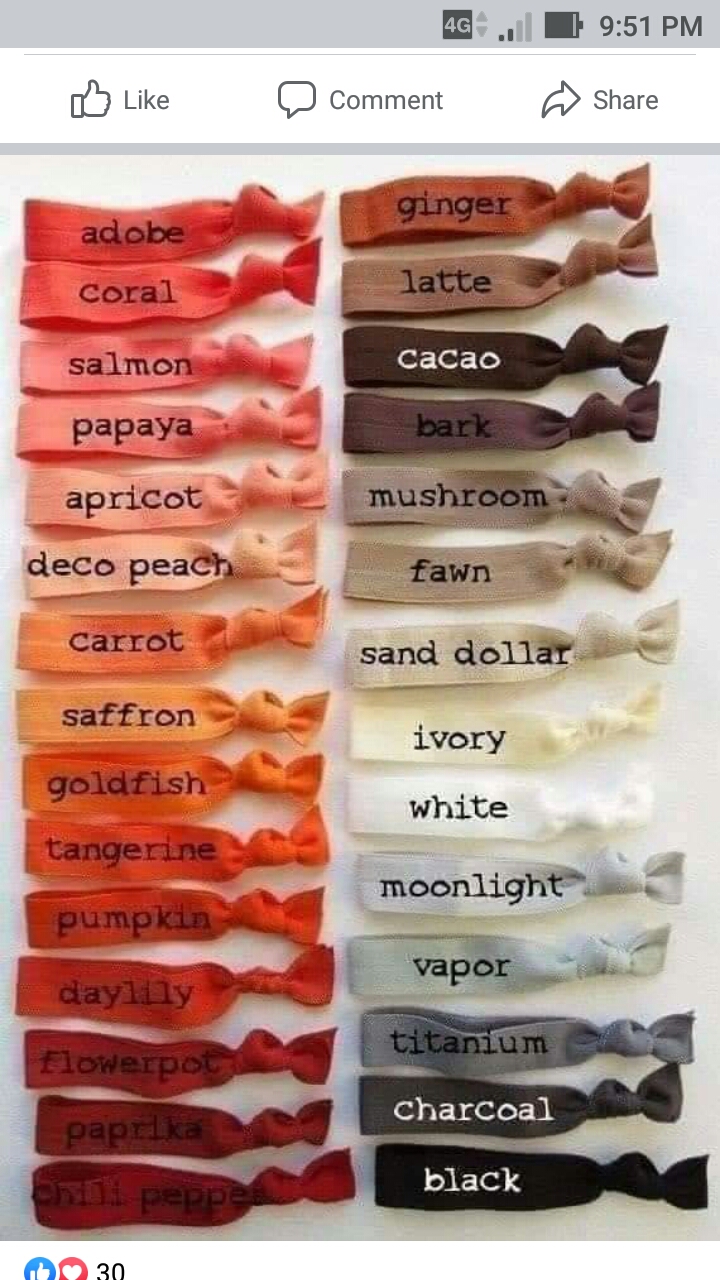 4G 9:51 PM
Like Comment Share
adobe
coral
salmon
papaya
apricot
deco peach
carrot
saffron
goldfish
tangerine
pumpkin
daylily
flowerpot
paprika
chili pepper
ginger
latte
cacao
bark
mushroom
fawn
sand dollar
ivory
white
moonlight
vapor
titanium
charcoal
black
30